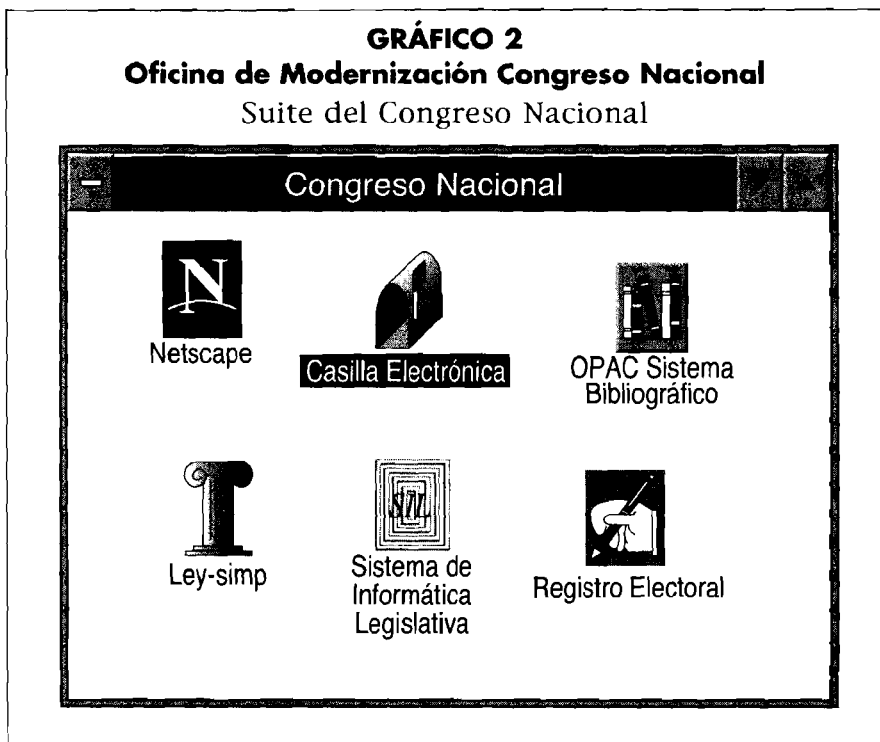 GRÁFICO 2
Oficina de Modernización Congreso Nacional
Suite del Congreso Nacional
Congreso Nacional
N
Netscape
Casilla Electrónica
OPAC Sistema
Bibliográfico
Ley-simp
SIL
Sistema de
Informática
Legislativa
Registro Electoral